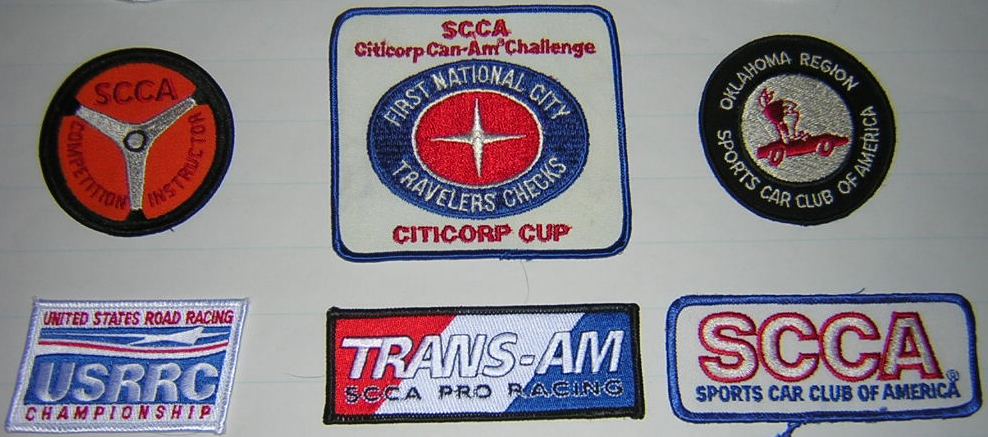 SCCA
COMPETITION INSTRUCTOR
SCCA
Citicorp Can-Am® Challenge
FIRST NATIONAL CITY
TRAVELERS CHECKS
CITICORP CUP
OKLAHOMA REGION
SPORTS CAR CLUB OF AMERICA
UNITED STATES ROAD RACING
USRRC
CHAMPIONSHIP
TRANS-AM
SCCA PRO RACING
SCCA®
SPORTS CAR CLUB OF AMERICA